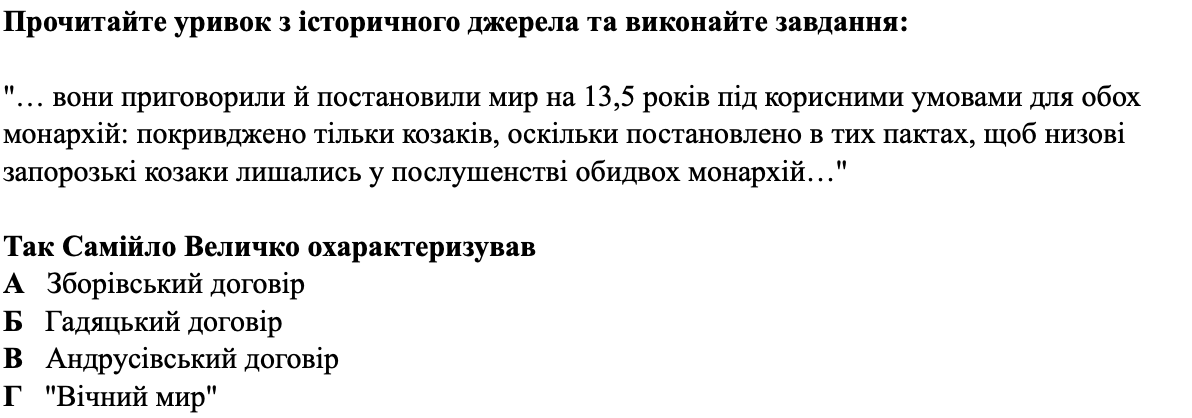 Прочитайте уривок з історичного джерела та виконайте завдання:
"… вони приговорили й постановили мир на 13,5 років під корисними умовами для обох
монархій: покривджено тільки козаків, оскільки постановлено в тих пактах, щоб низові
запорозькі козаки лишались у послушенстві обидвох монархій…"
Так Самійло Величко охарактеризував
А Зборівський договір
Б Гадяцький договір
В Андрусівський договір
Г "Вічний мир"